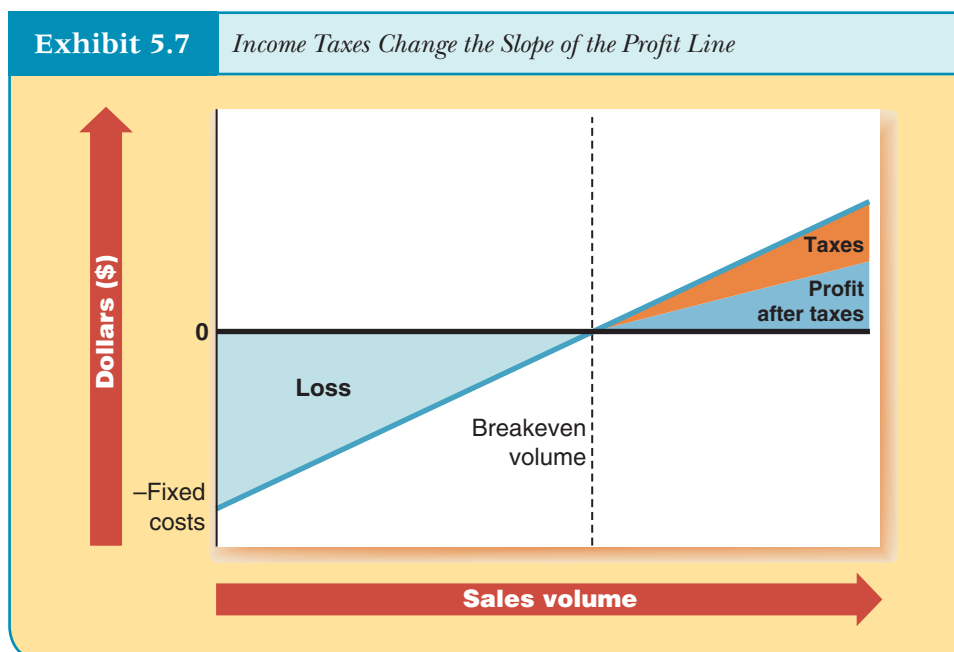 Exhibit 5.7
Income Taxes Change the Slope of the Profit Line
Dollars ($)
Taxes
Profit
after taxes
0
Loss
Breakeven
volume
–Fixed
costs
Sales volume